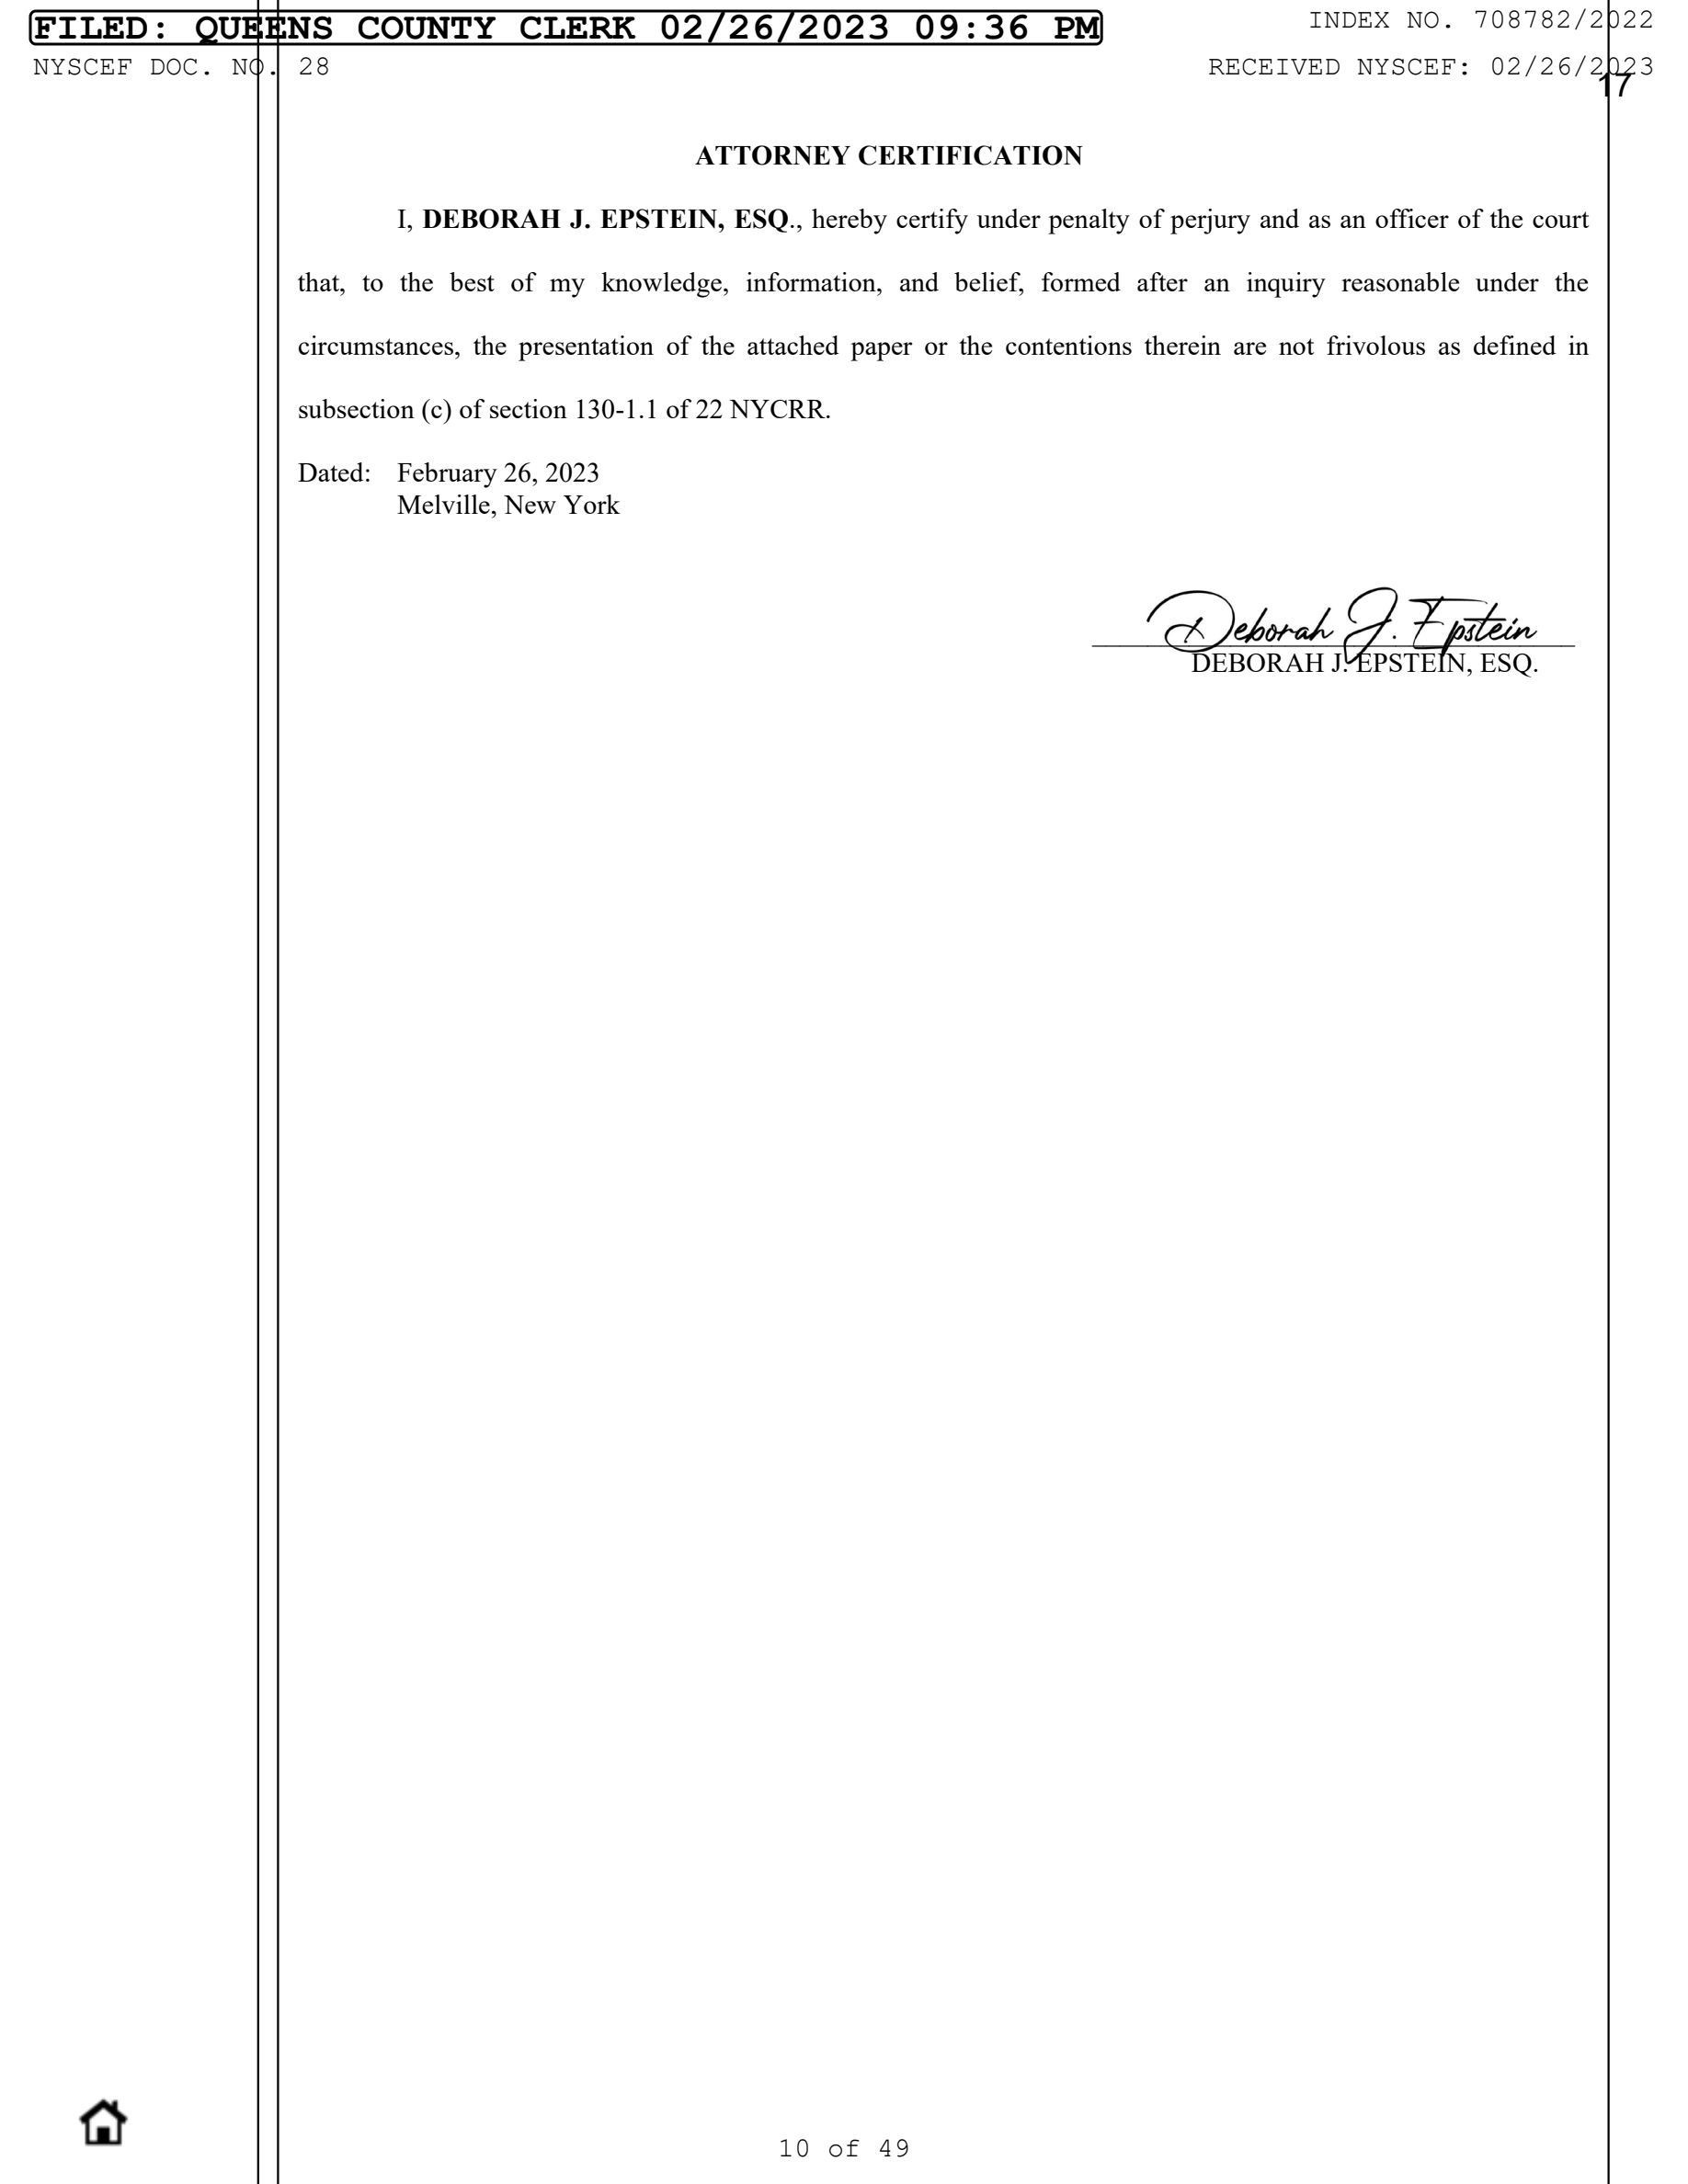 FILED: QUEENS COUNTY CLERK 02/26/2023 09:36 PM
INDEX NO. 708782/2022
NYSCEF DOC. NO. 28
RECEIVED NYSCEF: 02/26/2023
17
ATTORNEY CERTIFICATION
I, DEBORAH J. EPSTEIN, ESQ., hereby certify under penalty of perjury and as an officer of the court
that, to the best of my knowledge, information, and belief, formed after an inquiry reasonable under the
circumstances, the presentation of the attached paper or the contentions therein are not frivolous as defined in
subsection (c) of section 130-1.1 of 22 NYCRR.
Dated: February 26, 2023
Melville, New York
Deborah J. Epstein
DEBORAH J. EPSTEIN, ESQ.
10 of 49